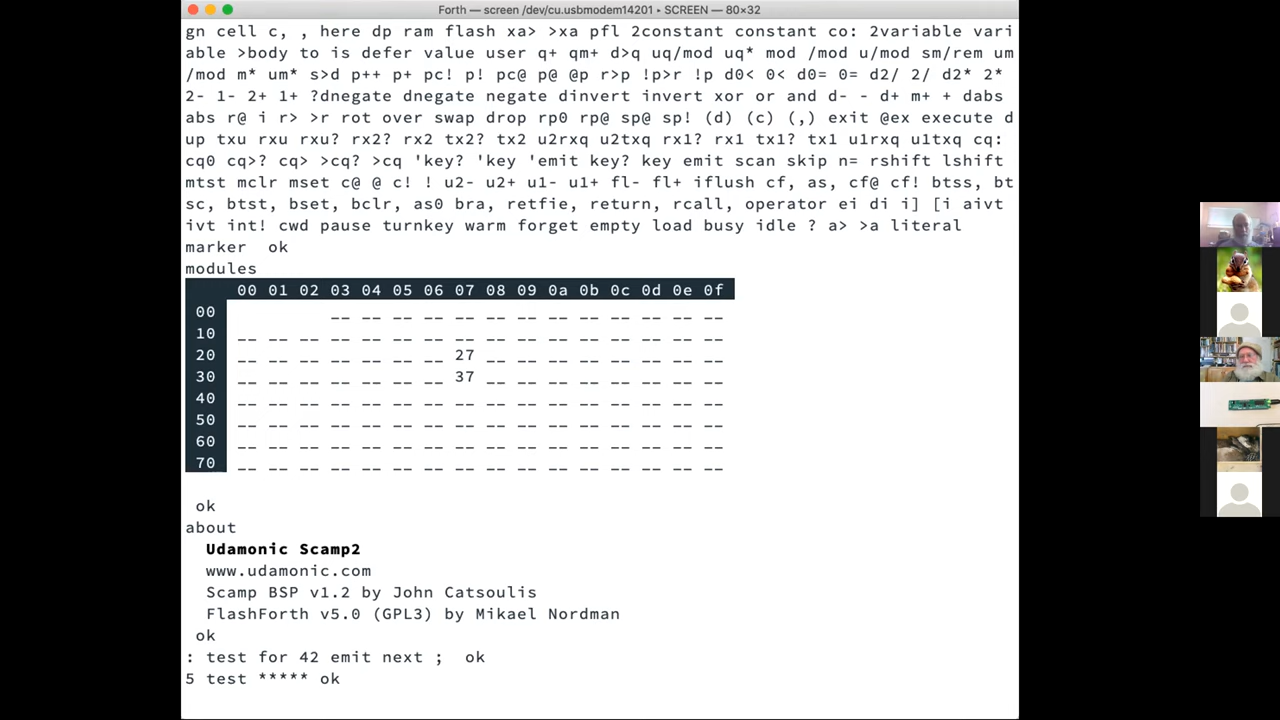 Forth — screen /dev/cu.usbmodem14201 ▸ SCREEN — 80×32
gn cell c, , here dp ram flash xa> >xa pfl 2constant constant co: 2variable vari
able >body to is defer value user q+ qm+ d>q uq/mod uq* mod /mod u/mod sm/rem um
/mod m* um* s>d p++ p+ pc! p! pc@ p@ @p r>p !p>r !p d0< 0< d0= 0= d2/ 2/ d2* 2*
2- 1- 2+ 1+ ?dnegate dnegate negate dinvert invert xor or and d- - d+ m+ + dabs
abs r@ i r> >r rot over swap drop rp0 rp@ sp@ sp! (d) (c) (,) exit @ex execute d
up txu rxu rxu? rx2? rx2 tx2? tx2 u2rxq u2txq rx1? rx1 tx1? tx1 u1rxq u1txq cq:
cq0 cq>? cq> >cq? >cq 'key? 'key 'emit key? key emit scan skip n= rshift lshift
mtst mclr mset c@ @ c! ! u2- u2+ u1- u1+ fl- fl+ iflush cf, as, cf@ cf! btss, bt
sc, btst, bset, bclr, as0 bra, retfie, return, rcall, operator ei di i] [i aivt
ivt int! cwd pause turnkey warm forget empty load busy idle ? a> >a literal
marker  ok
modules
00 01 02 03 04 05 06 07 08 09 0a 0b 0c 0d 0e 0f
00          -- -- -- -- -- -- -- -- -- -- -- -- --
10 -- -- -- -- -- -- -- -- -- -- -- -- -- -- -- --
20 -- -- -- -- -- -- -- 27 -- -- -- -- -- -- -- --
30 -- -- -- -- -- -- -- 37 -- -- -- -- -- -- -- --
40 -- -- -- -- -- -- -- -- -- -- -- -- -- -- -- --
50 -- -- -- -- -- -- -- -- -- -- -- -- -- -- -- --
60 -- -- -- -- -- -- -- -- -- -- -- -- -- -- -- --
70 -- -- -- -- -- -- -- -- -- -- -- -- -- -- -- --
ok
about
Udamonic Scamp2
www.udamonic.com
Scamp BSP v1.2 by John Catsoulis
FlashForth v5.0 (GPL3) by Mikael Nordman
ok
: test for 42 emit next ;  ok
5 test ***** ok